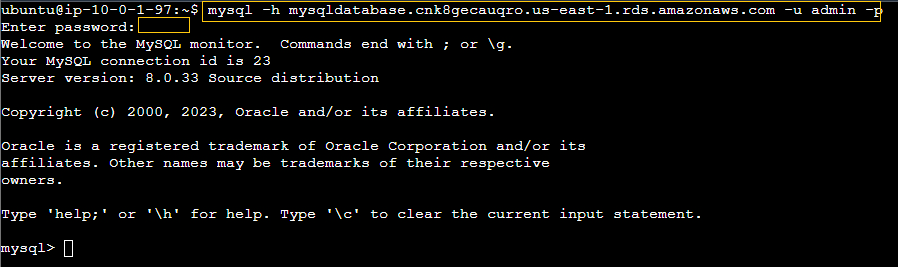 ubuntu@ip-10-0-1-97:~$ mysql -h mysqldatabase.cnk8gecauqro.us-east-1.rds.amazonaws.com -u admin -p
Enter password:
Welcome to the MySQL monitor.  Commands end with ; or \g.
Your MySQL connection id is 23
Server version: 8.0.33 Source distribution
Copyright (c) 2000, 2023, Oracle and/or its affiliates.
Oracle is a registered trademark of Oracle Corporation and/or its
affiliates. Other names may be trademarks of their respective
owners.
Type 'help;' or '\h' for help. Type '\c' to clear the current input statement.
mysql>